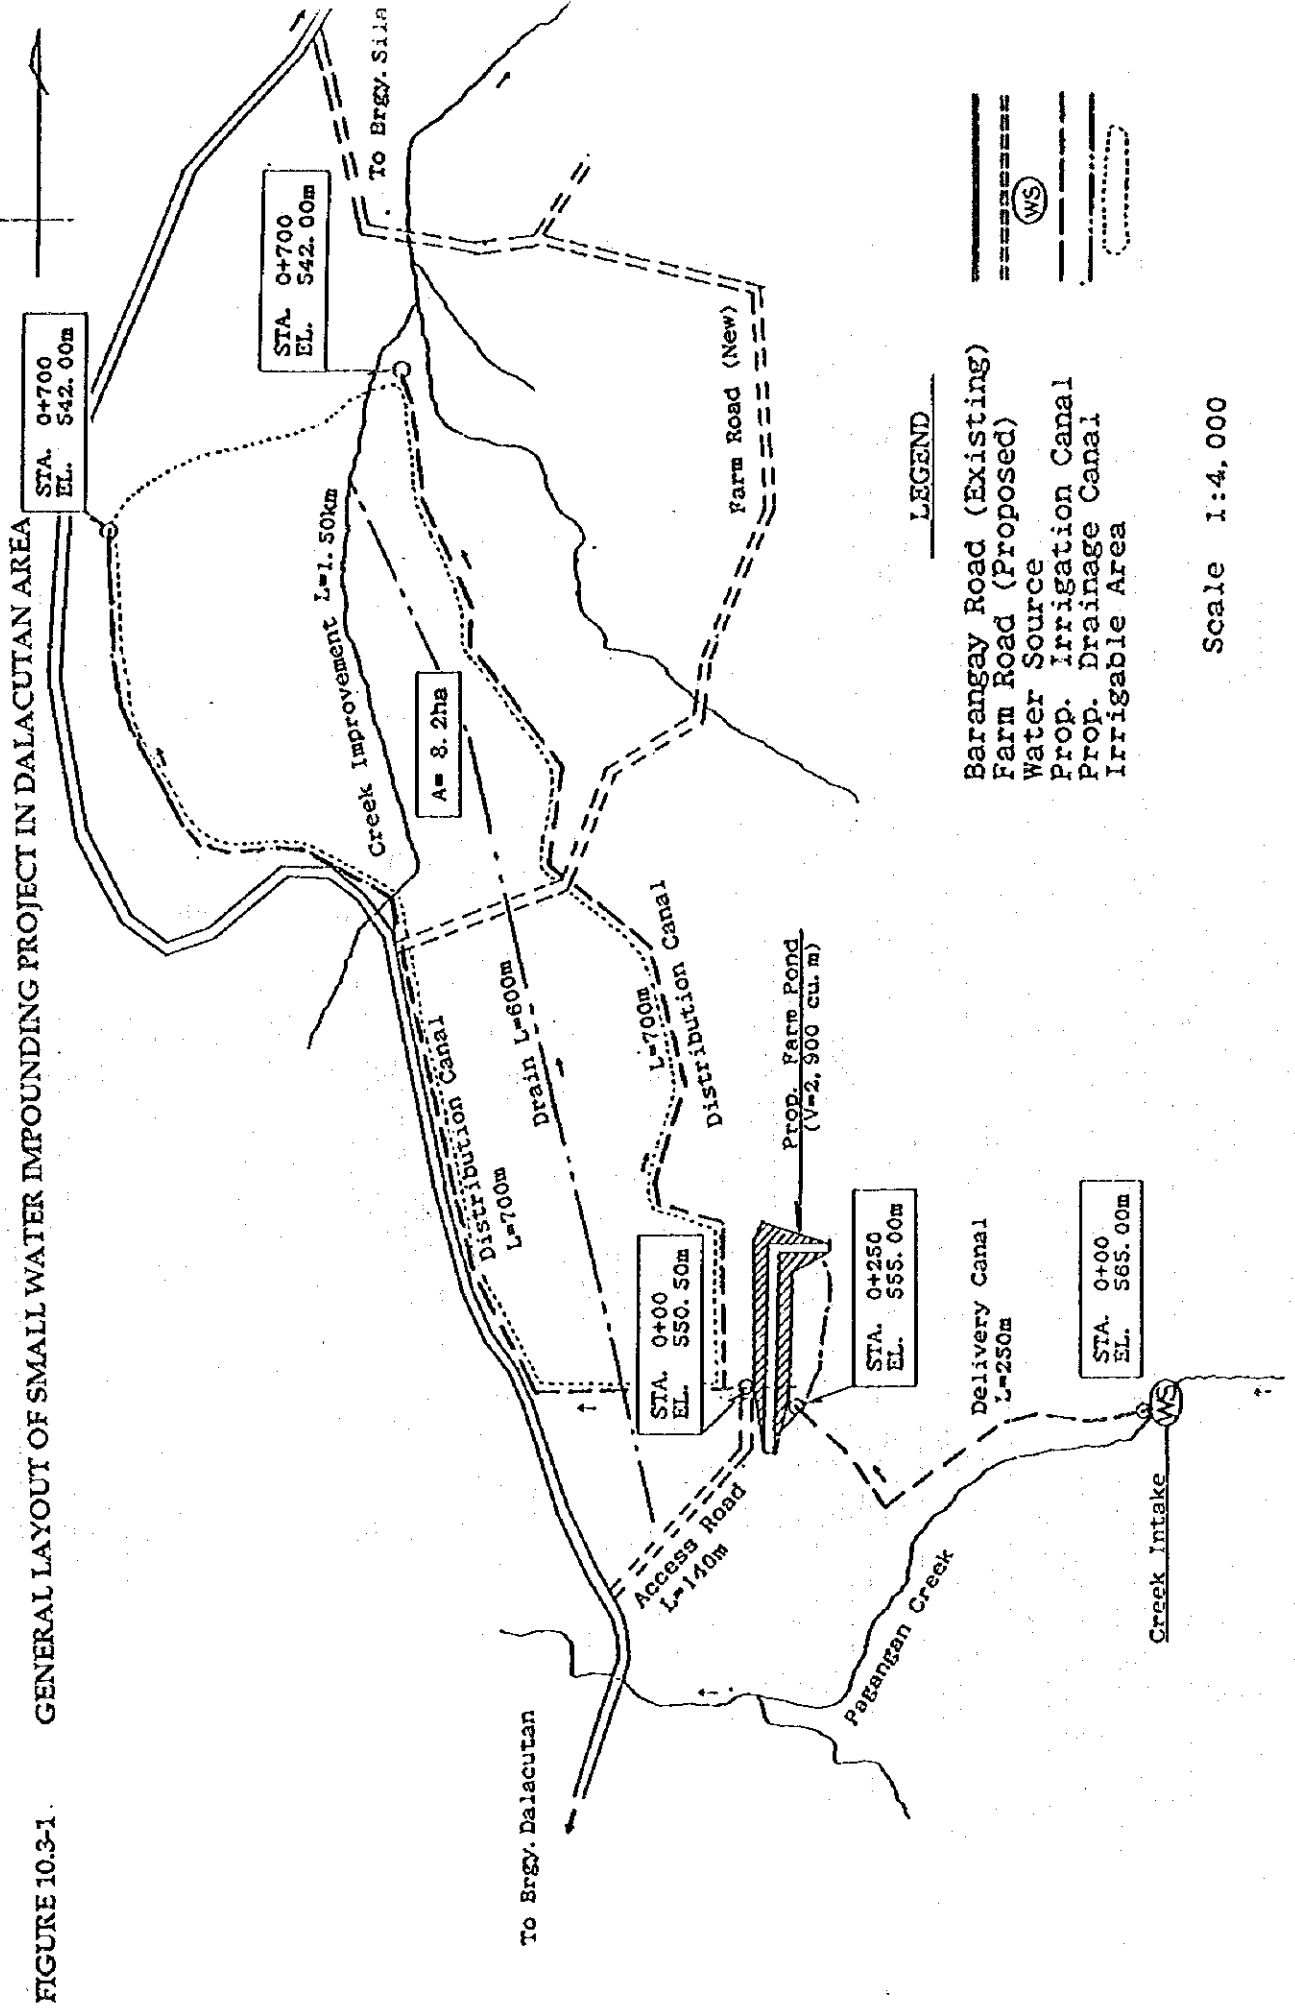 FIGURE 10.3-1. GENERAL LAYOUT OF SMALL WATER IMPOUNDING PROJECT IN DALACUTAN AREA
STA. 0+700
EL. 542.00m
STA. 0+700
EL. 542.00m
To Brgy. Sila
Creek Improvement L=1.50km
A= 8.2ha
Farm Road (New)
Distribution Canal
L=700m
Drain L=600m
L=700m
Distribution Canal
Prop. Farm Pond
(V=2,900 cu.m)
STA. 0+00
EL. 550.50m
STA. 0+250
EL. 555.00m
Delivery Canal
L=250m
STA. 0+00
EL. 565.00m
WS
Creek Intake
Access Road
L=140m
Pagangan Creek
To Brgy. Dalacutan
LEGEND
Barangay Road (Existing)
Farm Road (Proposed)
Water Source WS
Prop. Irrigation Canal
Prop. Drainage Canal
Irrigable Area
Scale 1:4,000